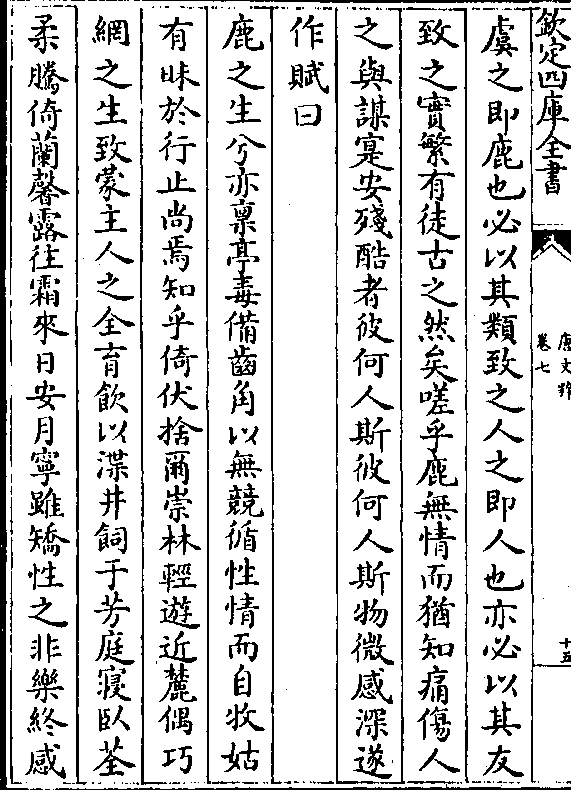 欽定四庫全書
唐文粹
卷七
十五
虞之即鹿也必以其類致之人之即人也亦必以其友
致之實繁有徒古之然矣嗟乎鹿無情而猶知痛傷人
之與謀寔安殘酷者彼何人斯彼何人斯物微感深遂
作賦曰
鹿之生兮亦禀亭毒備齒角以無競循性情而自牧姑
有昧於行止尚焉知乎倚伏捨爾崇林輕遊近麓偶巧
網之生致蒙主人之全育飲以渫井飼于芳庭寝卧荃
柔騰倚蘭馨露往霜來日安月寧雖矯性之非樂終感